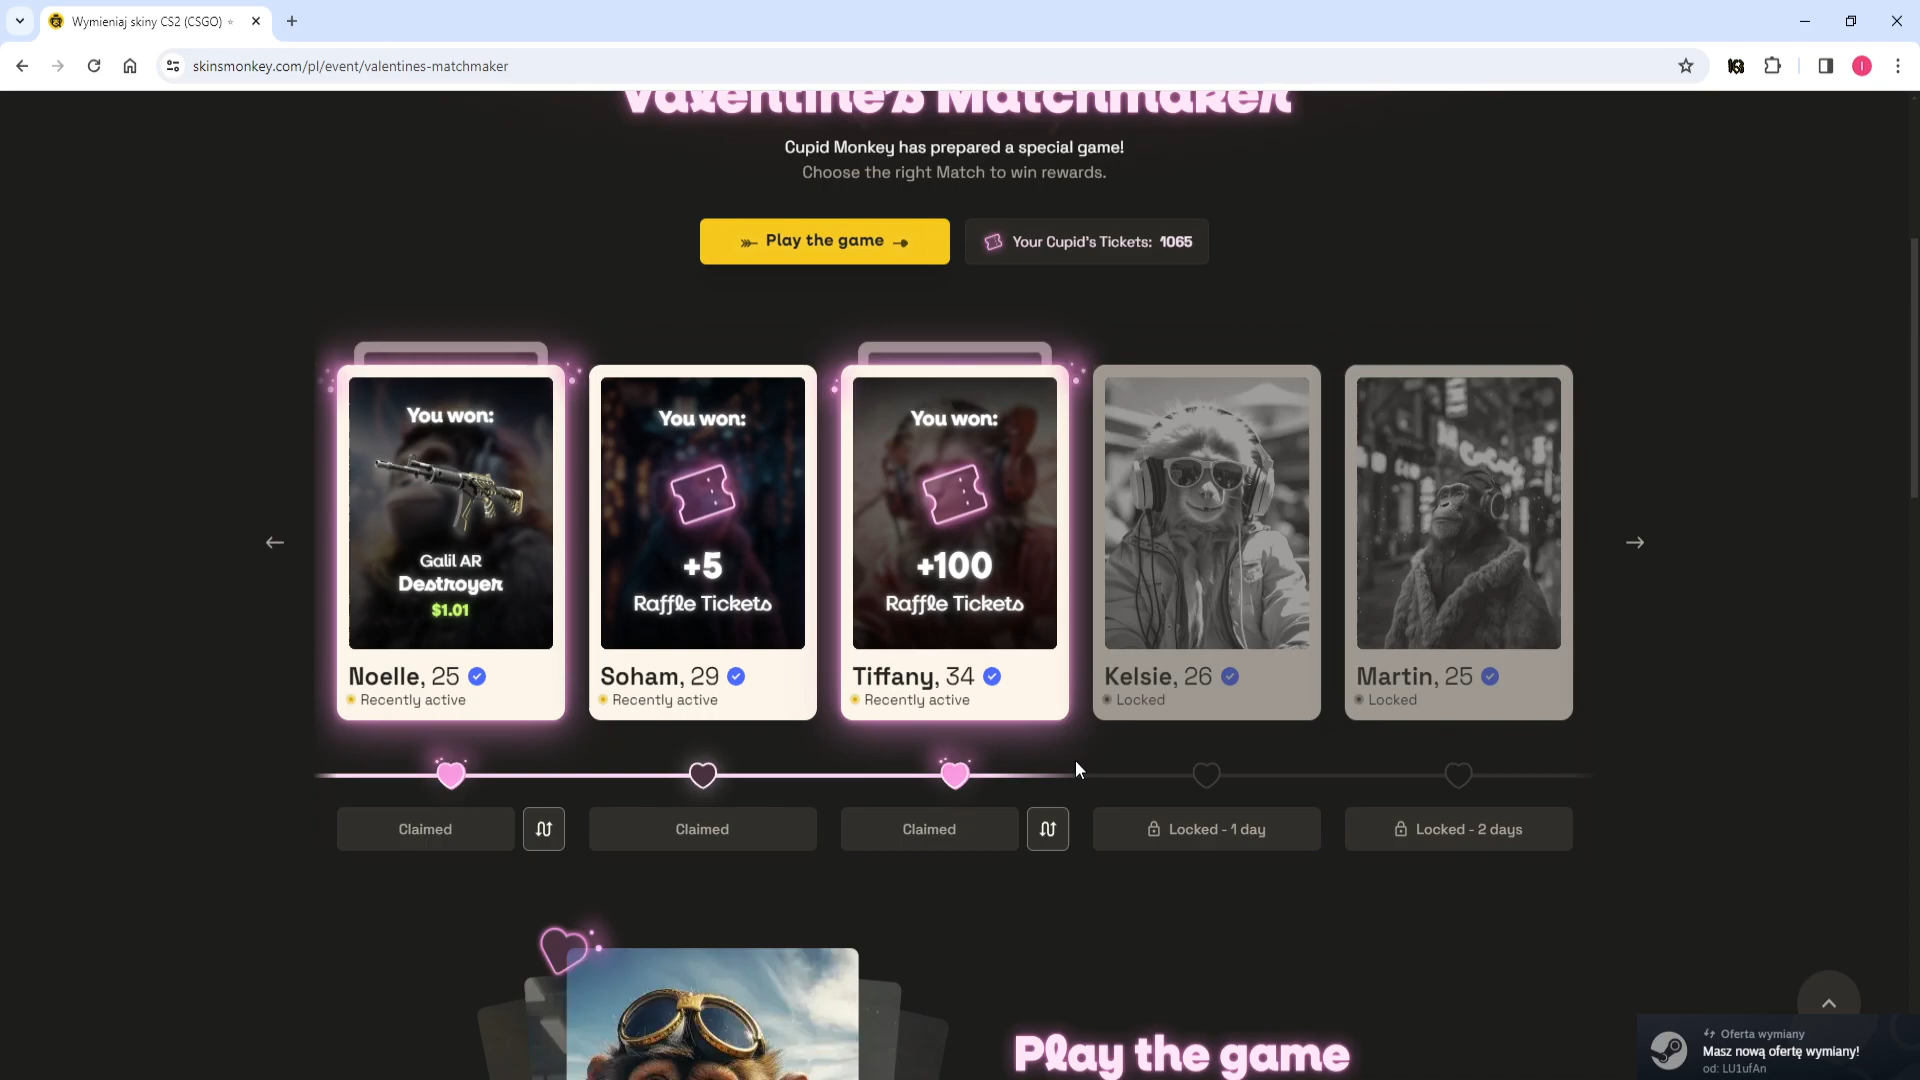 Wymieniaj skiny CS2 (CSGO)
skinsmonkey.com/pl/event/valentines-matchmaker
Valentine's Matchmaker
Cupid Monkey has prepared a special game!
Choose the right Match to win rewards.
Play the game
Your Cupid's Tickets: 1065
You won:
Galil AR
Destroyer
$1.01
Noelle, 25
Recently active
Claimed
You won:
+5
Raffle Tickets
Soham, 29
Recently active
Claimed
You won:
+100
Raffle Tickets
Tiffany, 34
Recently active
Claimed
Kelsie, 26
Locked
Locked - 1 day
Martin, 25
Locked
Locked - 2 days
Play the game
Oferta wymiany
Masz nową ofertę wymiany!
od: LU1ufAn